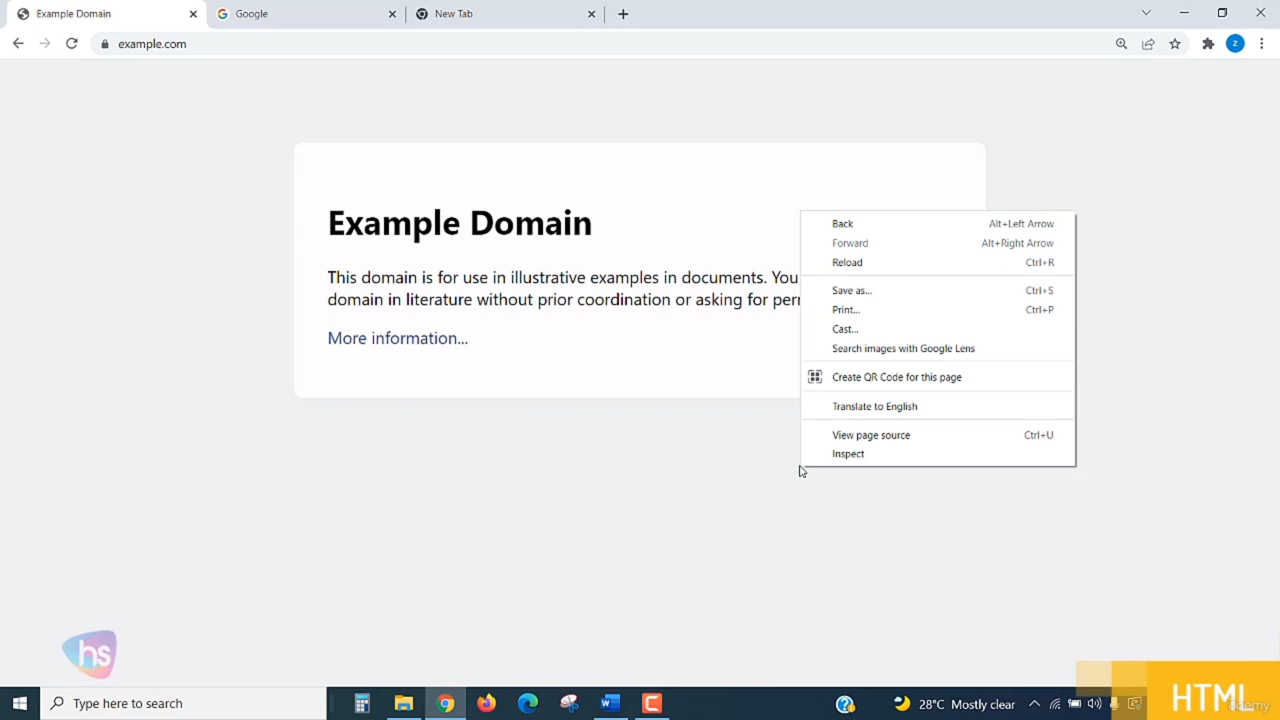 Example Domain
Google
New Tab
example.com
Z
Example Domain
This domain is for use in illustrative examples in documents. You
domain in literature without prior coordination or asking for
More information...
Back Alt+Left Arrow
Forward Alt+Right Arrow
Reload Ctrl+R
Save as... Ctrl+S
Print... Ctrl+P
Cast...
Search images with Google Lens
Create QR Code for this page
Translate to English
View page source Ctrl+U
Inspect
hs
Type here to search
28°C Mostly clear
HTML
Udemy